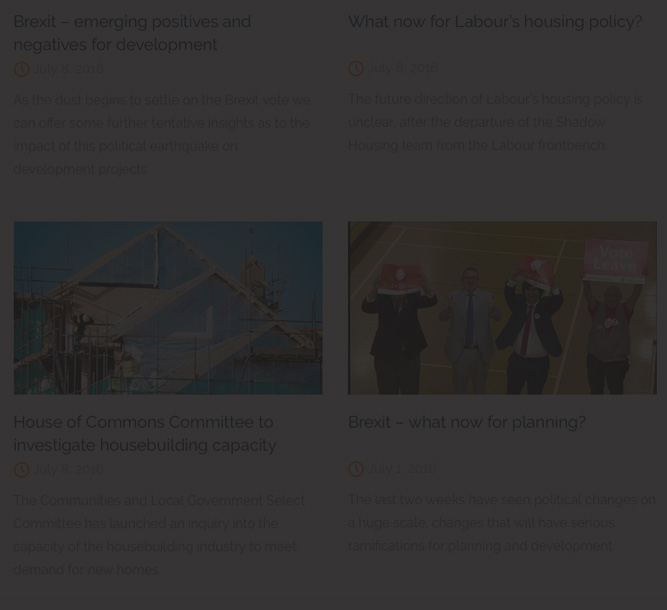 Brexit – emerging positives and
negatives for development
July 8, 2016
As the dust begins to settle on the Brexit vote we
can offer some further tentative insights as to the
impact of this political earthquake on
development projects.
What now for Labour's housing policy?
July 8, 2016
The future direction of Labour's housing policy is
unclear, after the departure of the Shadow
Housing team from the Labour frontbench.
Vote
Leave
House of Commons Committee to
investigate housebuilding capacity
July 8, 2016
The Communities and Local Government Select
Committee has launched an inquiry into the
capacity of the housebuilding industry to meet
demand for new homes.
Brexit – what now for planning?
July 1, 2016
The last two weeks have seen political changes on
a huge scale, changes that will have serious
ramifications for planning and development.